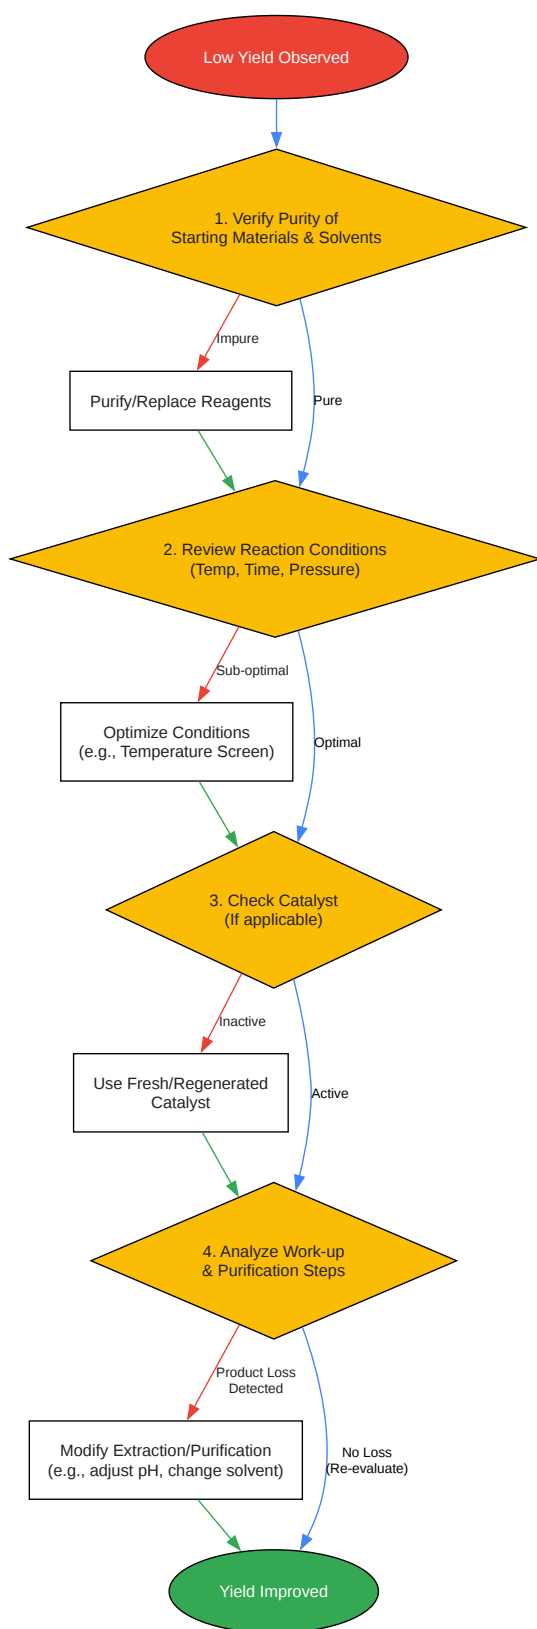 Low Yield Observed
1. Verify Purity of
Starting Materials & Solvents
Impure
Purify/Replace Reagents
Pure
2. Review Reaction Conditions
(Temp, Time, Pressure)
Sub-optimal
Optimize Conditions
(e.g., Temperature Screen)
Optimal
3. Check Catalyst
(If applicable)
Inactive
Use Fresh/Regenerated
Catalyst
Active
4. Analyze Work-up
& Purification Steps
Product Loss
Detected
Modify Extraction/Purification
(e.g., adjust pH, change solvent)
No Loss
(Re-evaluate)
Yield Improved